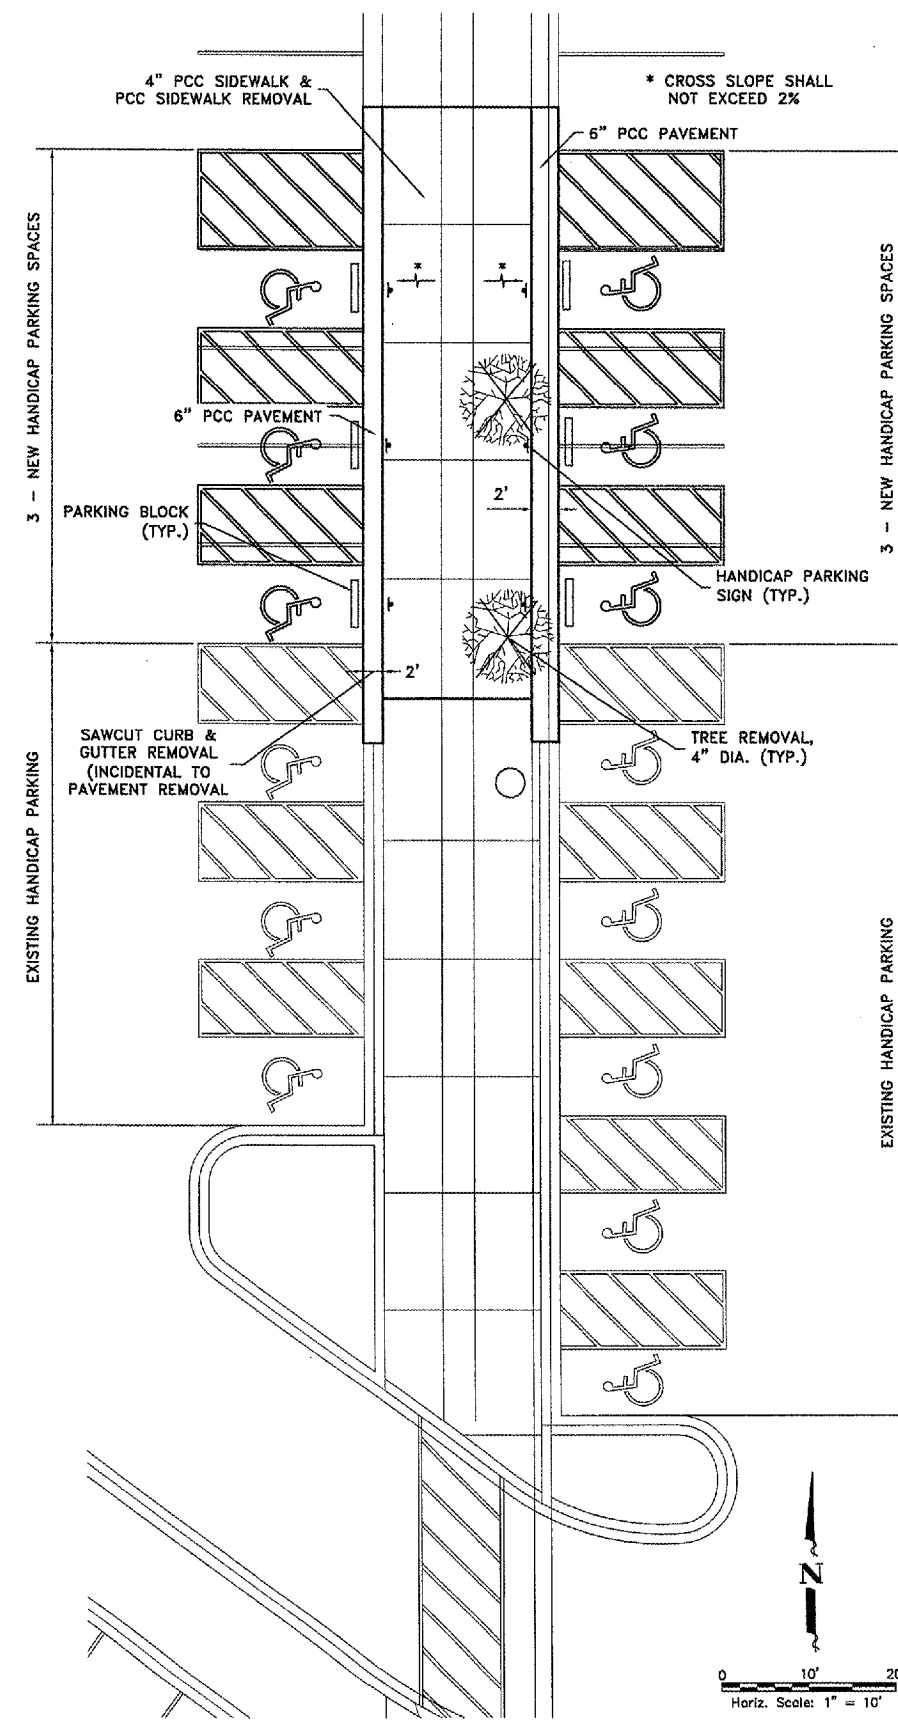 4" PCC SIDEWALK &
PCC SIDEWALK REMOVAL
* CROSS SLOPE SHALL
NOT EXCEED 2%
6" PCC PAVEMENT
3 - NEW HANDICAP PARKING SPACES
3 - NEW HANDICAP PARKING SPACES
*
*
6" PCC PAVEMENT
2'
PARKING BLOCK
(TYP.)
HANDICAP PARKING
SIGN (TYP.)
2'
SAWCUT CURB &
GUTTER REMOVAL
(INCIDENTAL TO
PAVEMENT REMOVAL
TREE REMOVAL,
4" DIA. (TYP.)
EXISTING HANDICAP PARKING
EXISTING HANDICAP PARKING
N
0 10' 20
Horiz. Scale: 1" = 10'